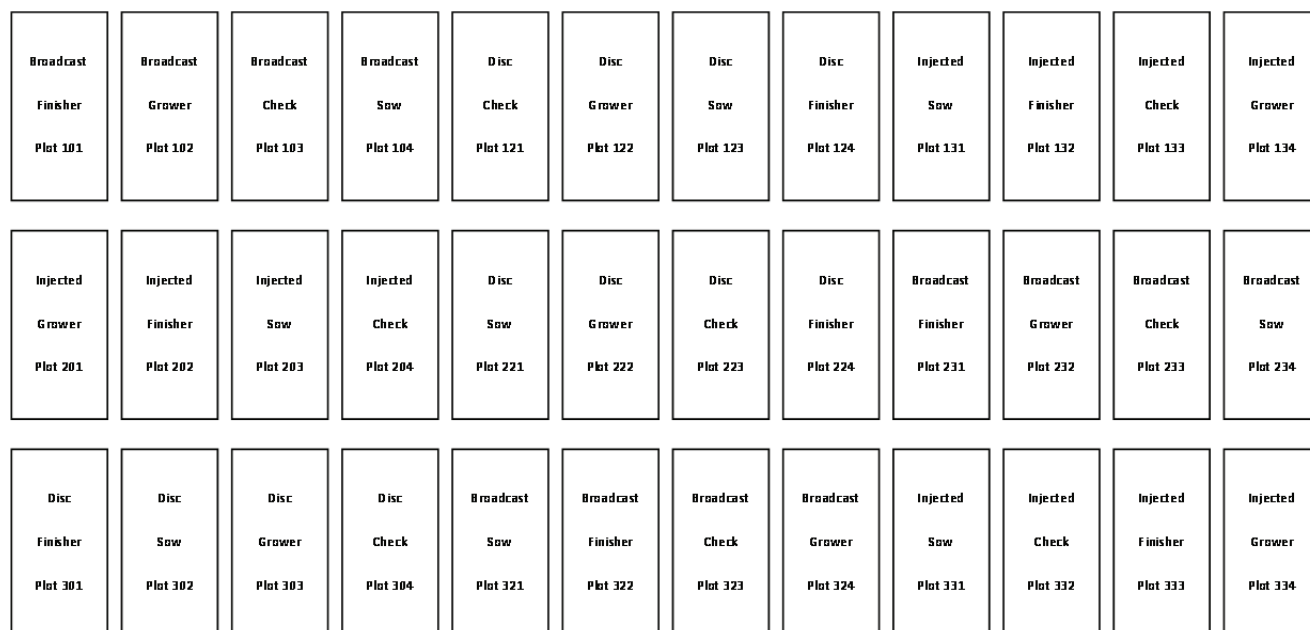 Broadcast Broadcast Broadcast Broadcast Disc Disc Disc Disc Injected Injected Injected Injected
Finisher Grower Check Sow Check Grower Sow Finisher Sow Finisher Check Grower
Plot 101 Plot 102 Plot 103 Plot 104 Plot 121 Plot 122 Plot 123 Plot 124 Plot 131 Plot 132 Plot 133 Plot 134
Injected Injected Injected Injected Disc Disc Disc Disc Broadcast Broadcast Broadcast Broadcast
Grower Finisher Sow Check Sow Grower Check Finisher Finisher Grower Check Sow
Plot 201 Plot 202 Plot 203 Plot 204 Plot 221 Plot 222 Plot 223 Plot 224 Plot 231 Plot 232 Plot 233 Plot 234
Disc Disc Disc Disc Broadcast Broadcast Broadcast Broadcast Injected Injected Injected Injected
Finisher Sow Grower Check Sow Finisher Check Grower Sow Check Finisher Grower
Plot 301 Plot 302 Plot 303 Plot 304 Plot 321 Plot 322 Plot 323 Plot 324 Plot 331 Plot 332 Plot 333 Plot 334